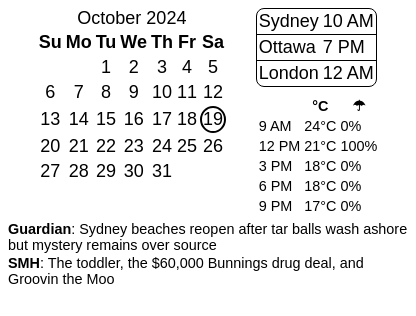 October 2024
Su Mo Tu We Th Fr Sa
1 2 3 4 5
6 7 8 9 10 11 12
13 14 15 16 17 18 19
20 21 22 23 24 25 26
27 28 29 30 31
Sydney 10 AM
Ottawa 7 PM
London 12 AM
°C ☂
9 AM 24°C 0%
12 PM 21°C 100%
3 PM 18°C 0%
6 PM 18°C 0%
9 PM 17°C 0%
Guardian: Sydney beaches reopen after tar balls wash ashore
but mystery remains over source
SMH: The toddler, the $60,000 Bunnings drug deal, and
Groovin the Moo